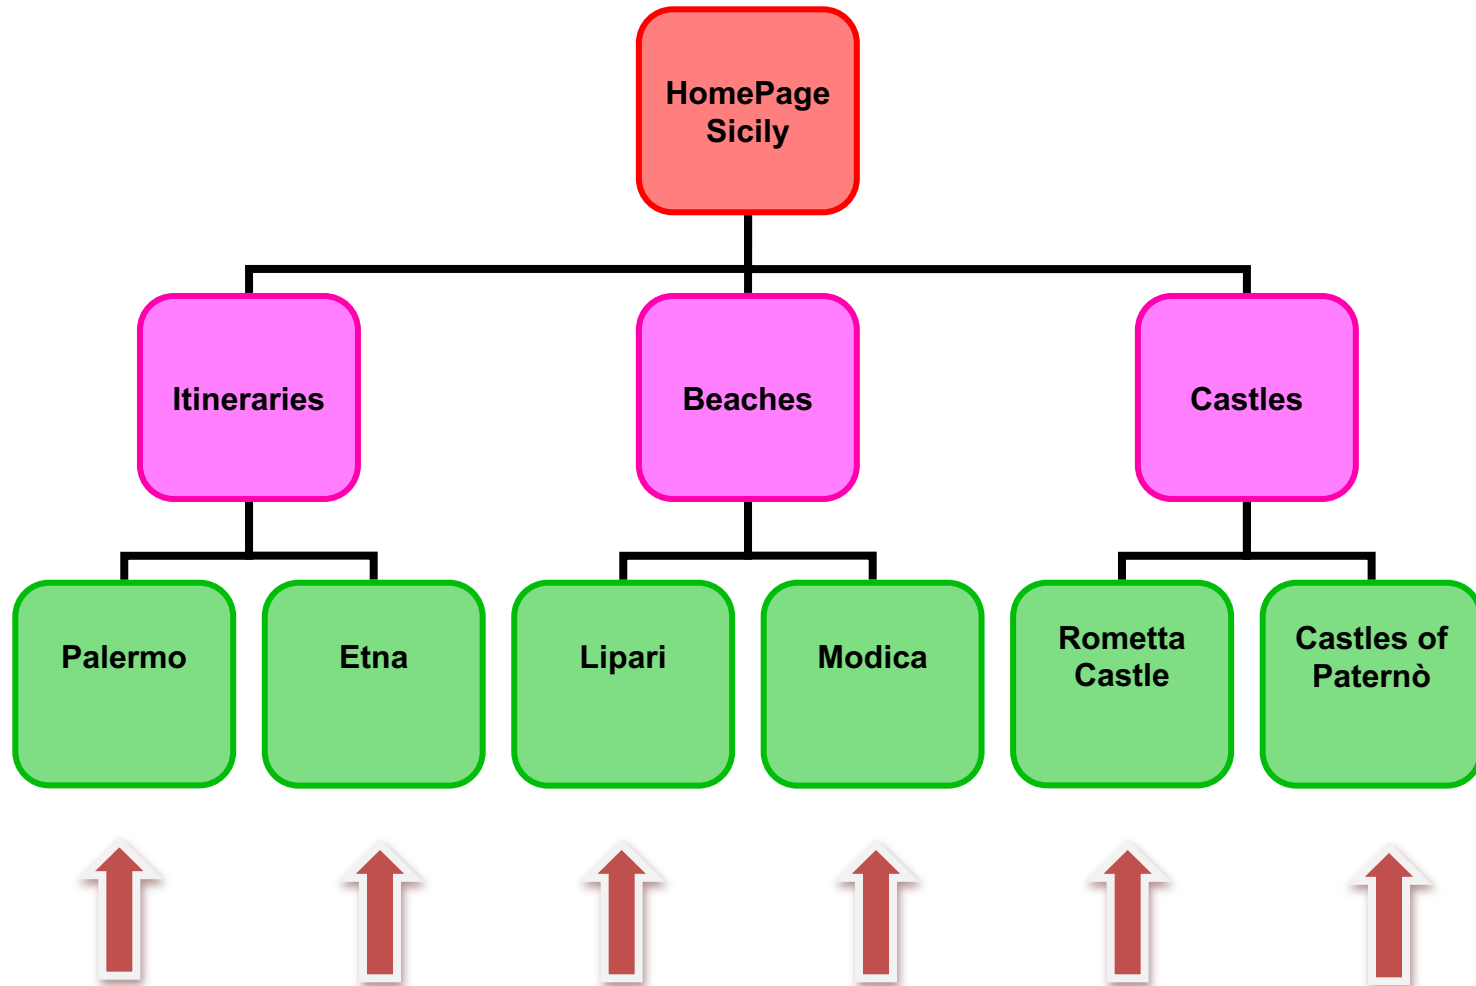 HomePage
Sicily
Itineraries
Beaches
Castles
Palermo
Etna
Lipari
Modica
Rometta
Castle
Castles of
Paternò